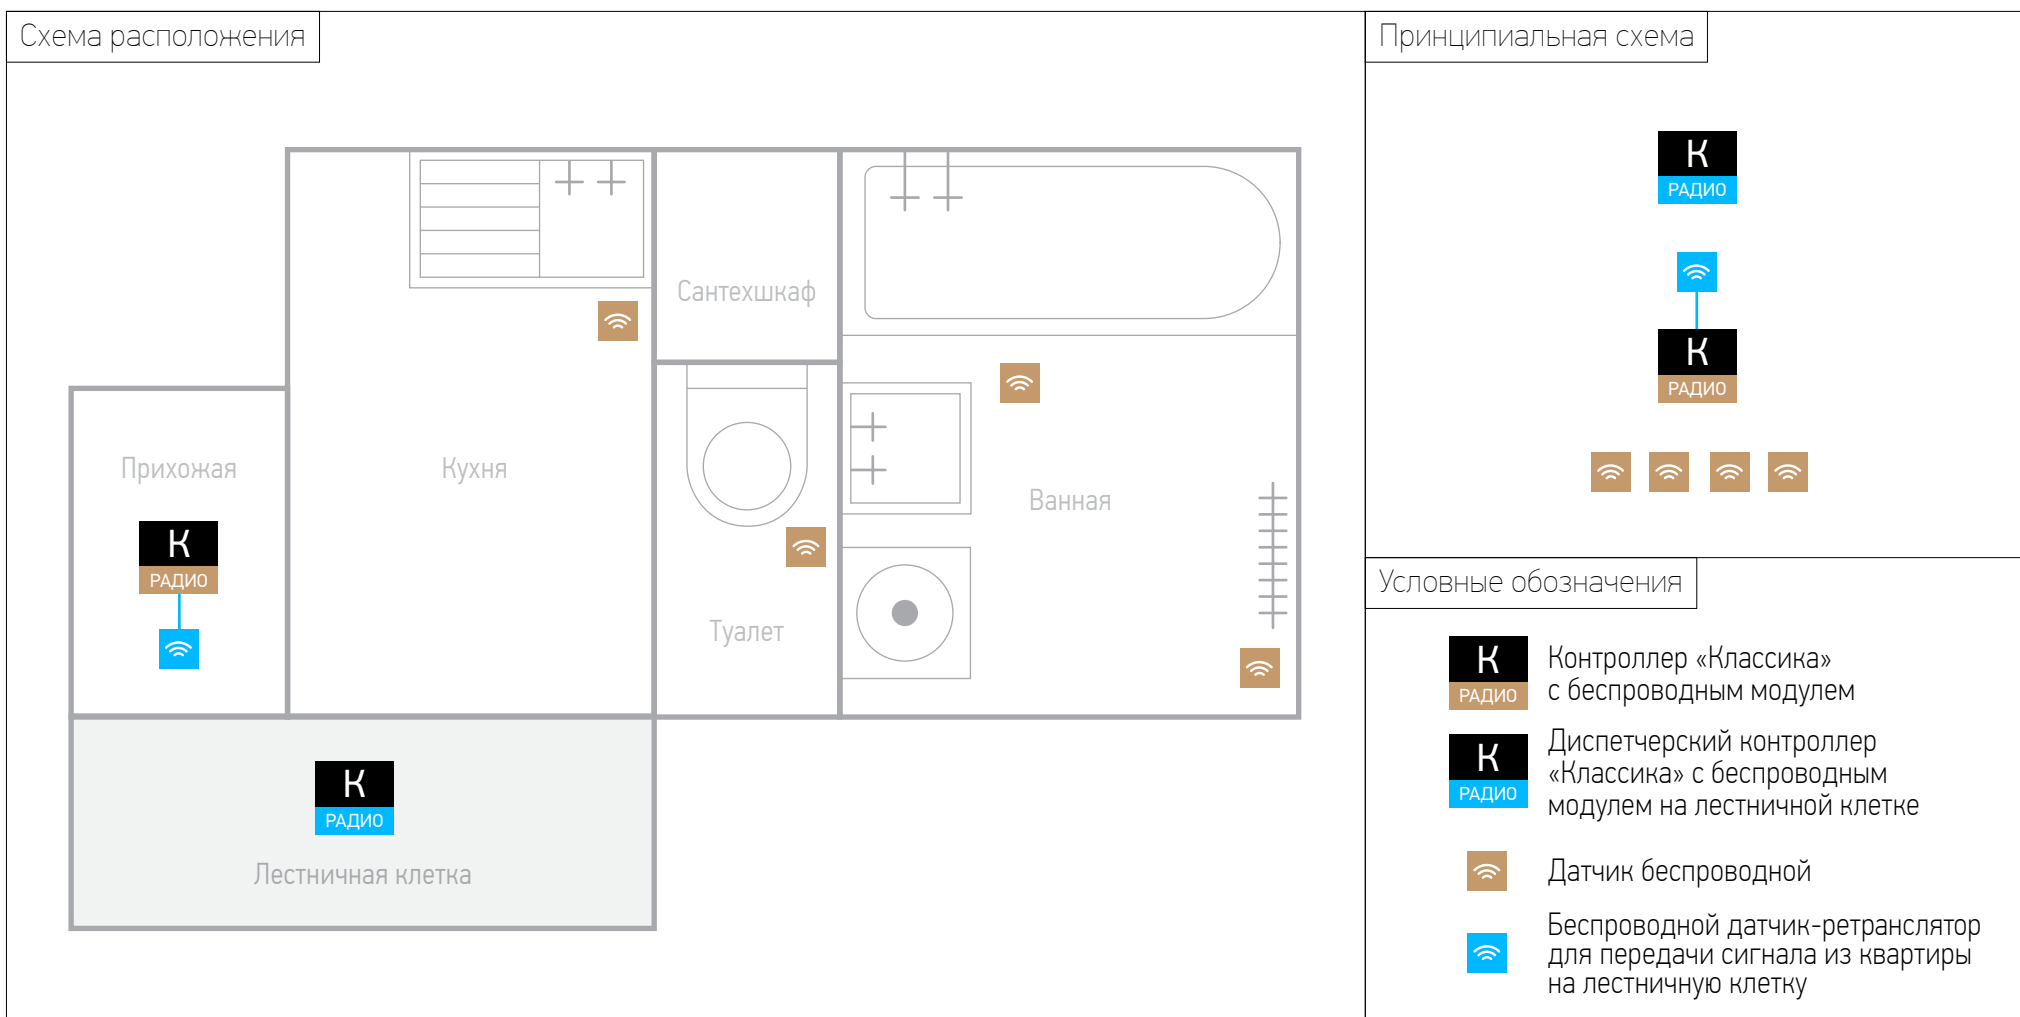 Схема расположения
Сантехшкаф
Прихожая
Кухня
Ванная
К
РАДИО
Туалет
К
РАДИО
Лестничная клетка
Принципиальная схема
К
РАДИО
К
РАДИО
Условные обозначения
К
РАДИО
Контроллер «Классика»
с беспроводным модулем
К
РАДИО
Диспетчерский контроллер
«Классика» с беспроводным
модулем на лестничной клетке
Датчик беспроводной
Беспроводной датчик-ретранслятор
для передачи сигнала из квартиры
на лестничную клетку